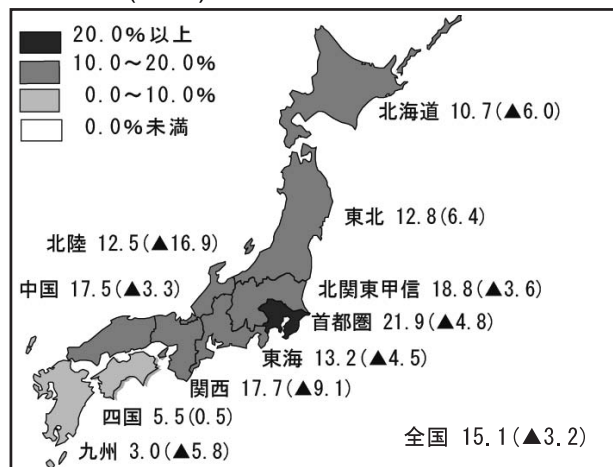 20.0%以上
10.0～20.0%
0.0～10.0%
0.0%未満
北海道 10.7(▲6.0)
東北 12.8(6.4)
北陸 12.5(▲16.9)
中国 17.5(▲3.3)
北関東甲信 18.8(▲3.6)
首都圏 21.9(▲4.8)
東海 13.2(▲4.5)
関西 17.7(▲9.1)
四国 5.5(0.5)
九州 3.0(▲5.8)
全国 15.1(▲3.2)